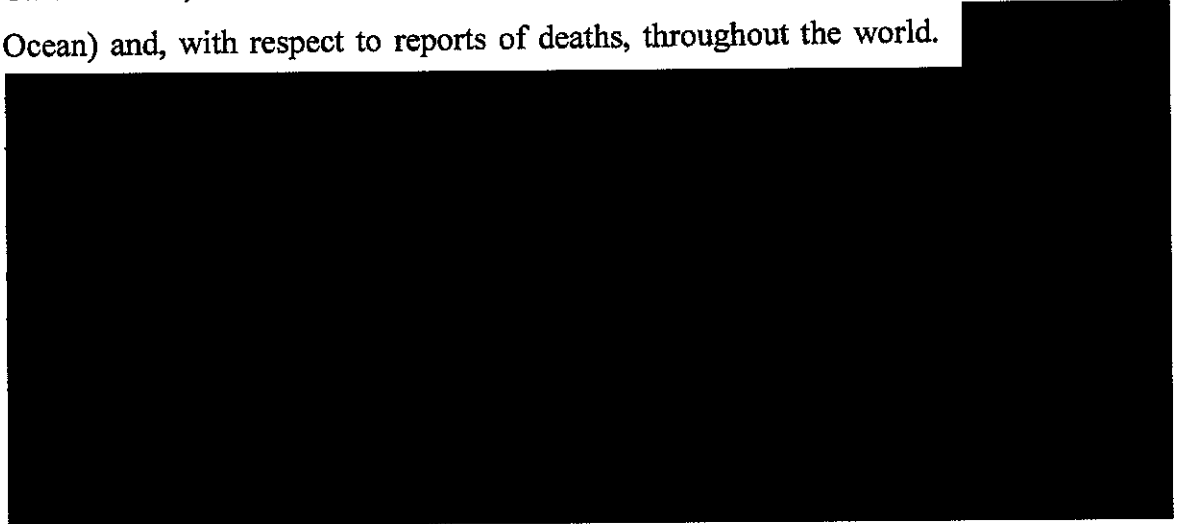 Ocean) and, with respect to reports of deaths, throughout the world.